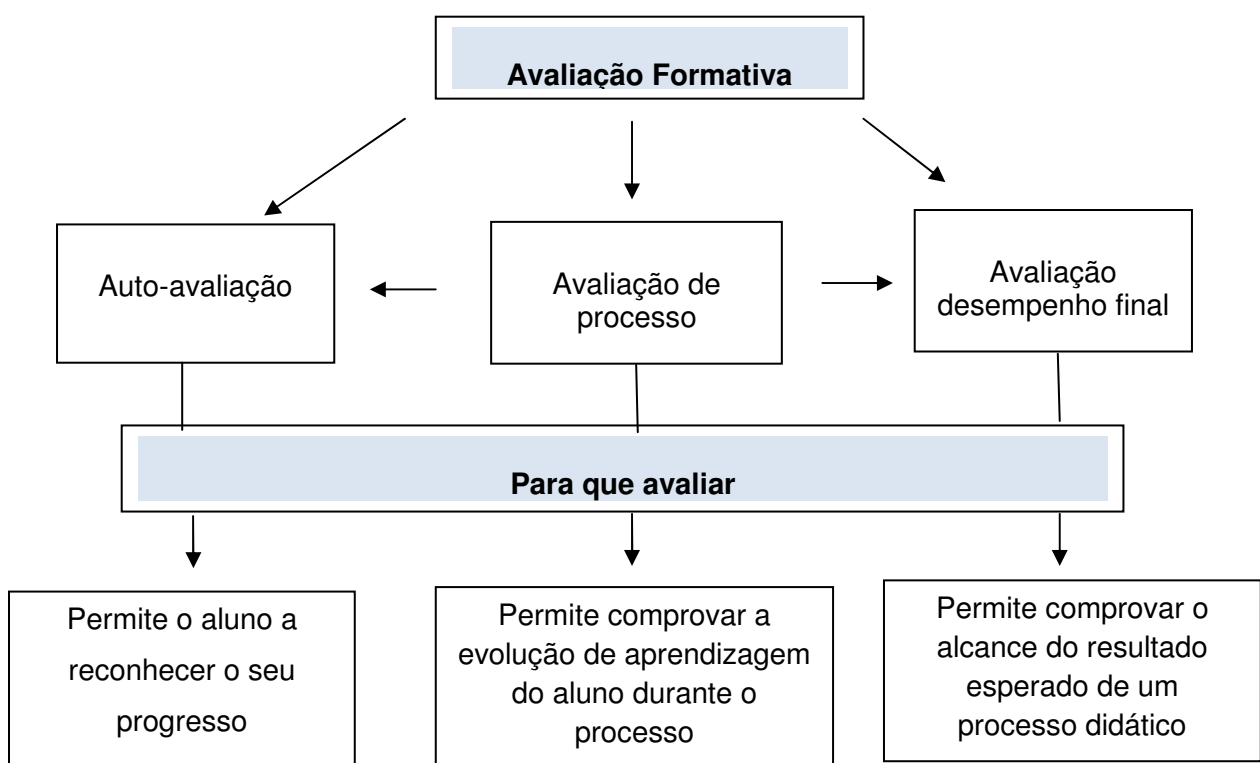 Avaliação Formativa
Auto-avaliação
Avaliação de
processo
Avaliação
desempenho final
Para que avaliar
Permite o aluno a
reconhecer o seu
progresso
Permite comprovar a
evolução de aprendizagem
do aluno durante o
processo
Permite comprovar o
alcance do resultado
esperado de um
processo didático